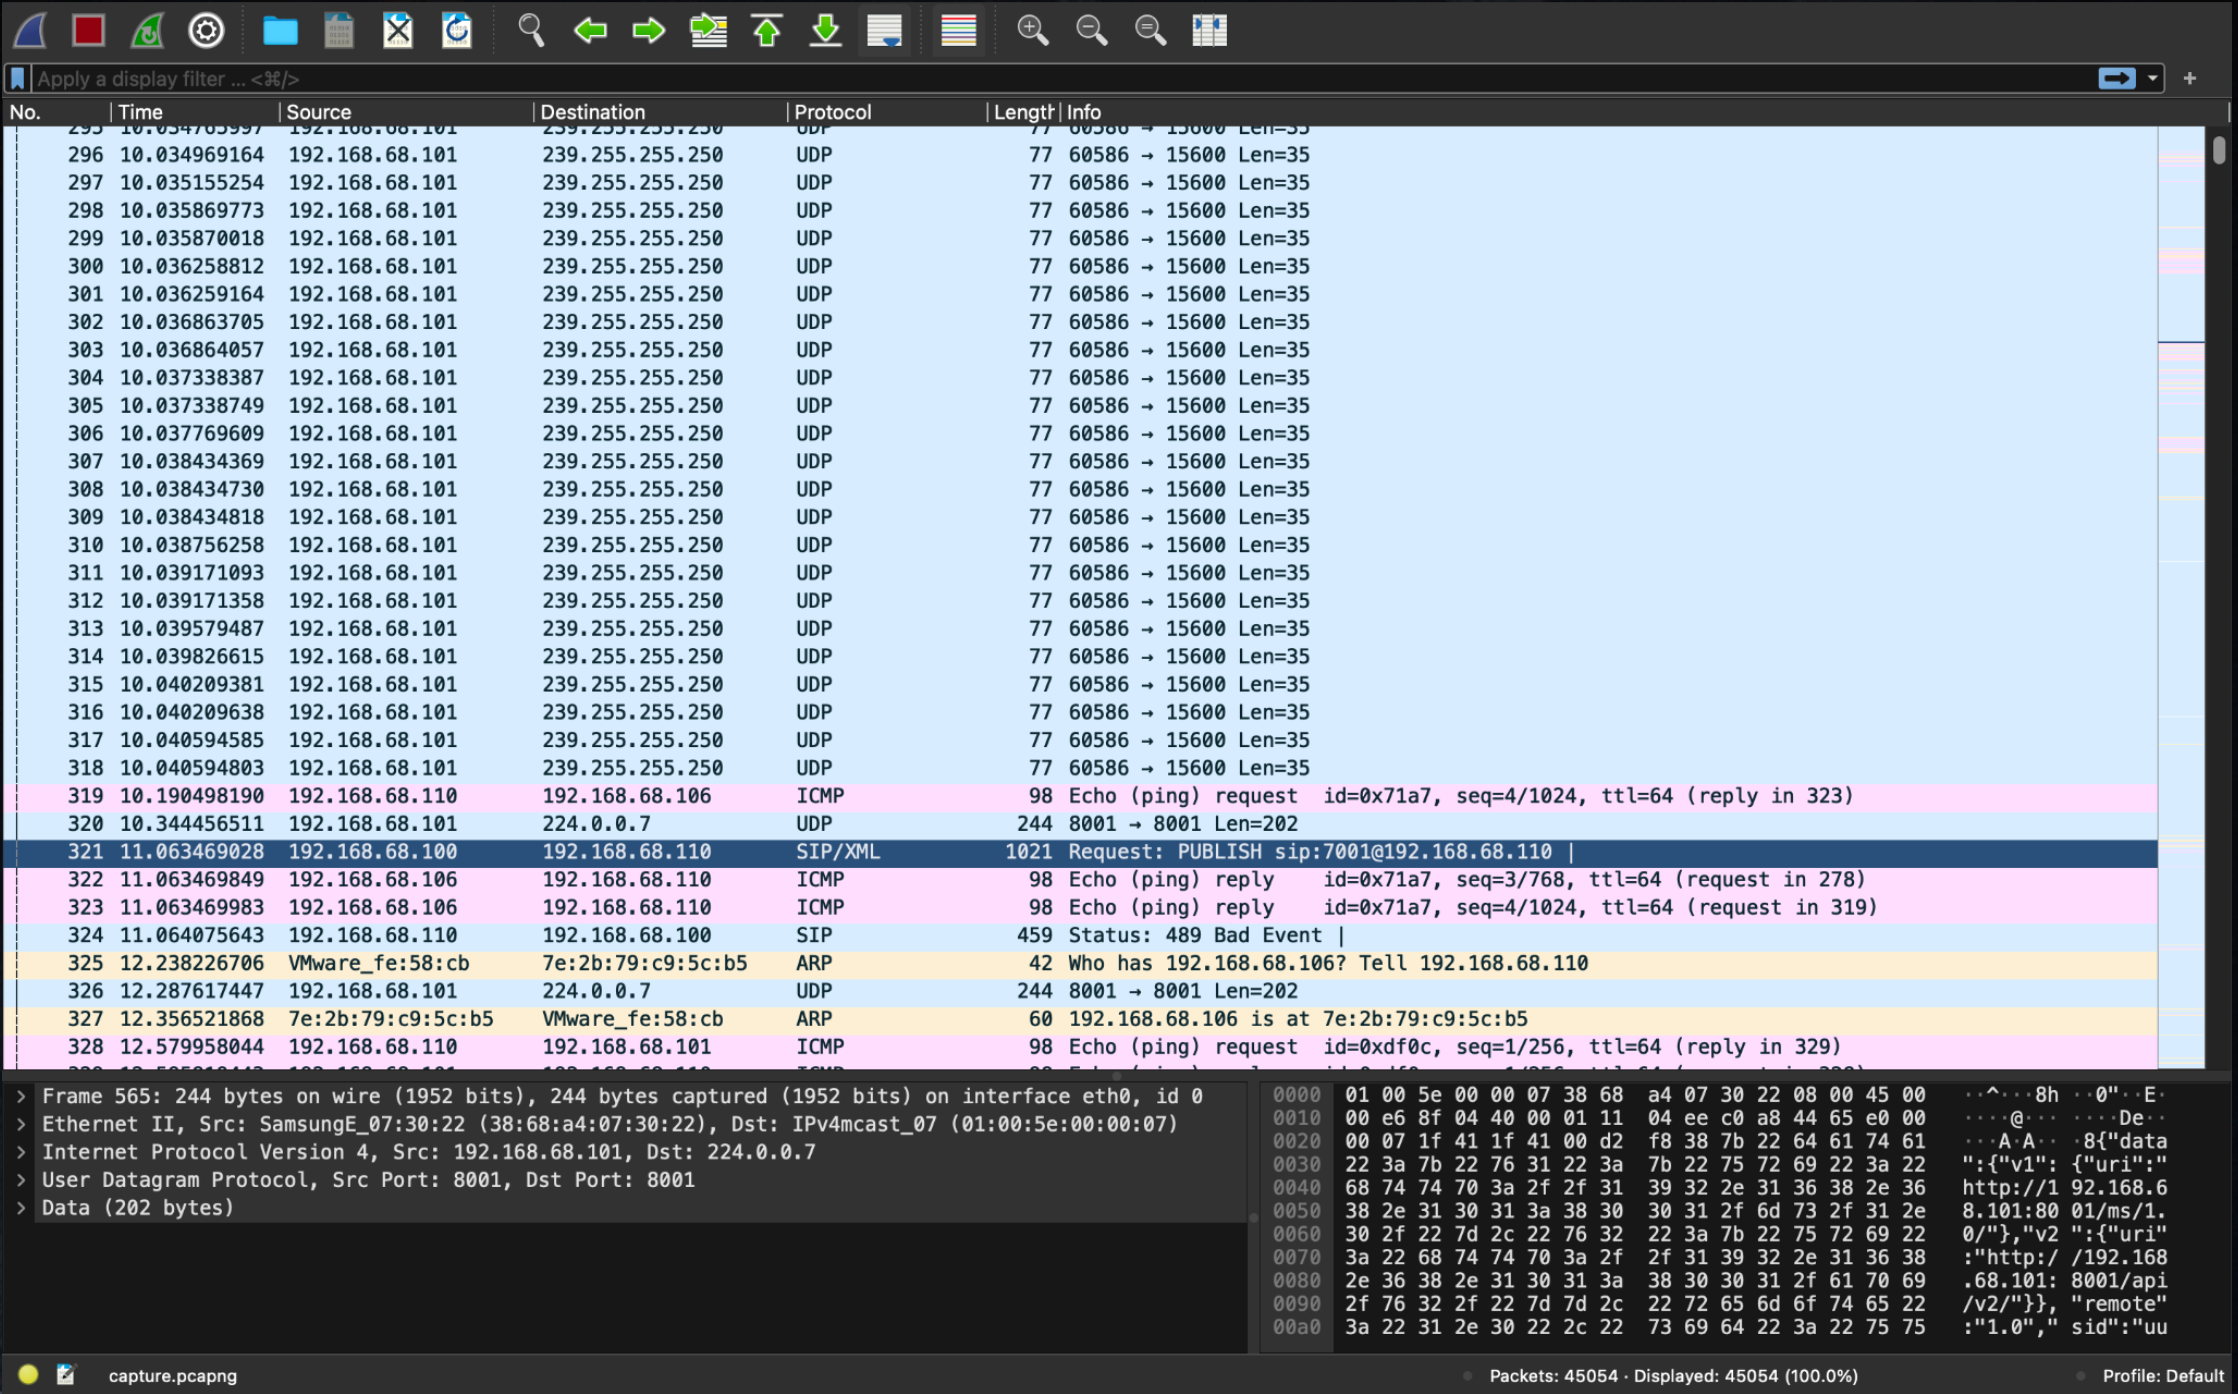 Apply a display filter ... <⌘/>
No. Time Source Destination Protocol Lengtl Info
295 10.034765997 192.168.68.101 239.255.255.250 UDP 77 60586 → 15600 Len=35
296 10.034969164 192.168.68.101 239.255.255.250 UDP 77 60586 → 15600 Len=35
297 10.035155254 192.168.68.101 239.255.255.250 UDP 77 60586 → 15600 Len=35
298 10.035869773 192.168.68.101 239.255.255.250 UDP 77 60586 → 15600 Len=35
299 10.035870018 192.168.68.101 239.255.255.250 UDP 77 60586 → 15600 Len=35
300 10.036258812 192.168.68.101 239.255.255.250 UDP 77 60586 → 15600 Len=35
301 10.036259164 192.168.68.101 239.255.255.250 UDP 77 60586 → 15600 Len=35
302 10.036863705 192.168.68.101 239.255.255.250 UDP 77 60586 → 15600 Len=35
303 10.036864057 192.168.68.101 239.255.255.250 UDP 77 60586 → 15600 Len=35
304 10.037338387 192.168.68.101 239.255.255.250 UDP 77 60586 → 15600 Len=35
305 10.037338749 192.168.68.101 239.255.255.250 UDP 77 60586 → 15600 Len=35
306 10.037769609 192.168.68.101 239.255.255.250 UDP 77 60586 → 15600 Len=35
307 10.038434369 192.168.68.101 239.255.255.250 UDP 77 60586 → 15600 Len=35
308 10.038434730 192.168.68.101 239.255.255.250 UDP 77 60586 → 15600 Len=35
309 10.038434818 192.168.68.101 239.255.255.250 UDP 77 60586 → 15600 Len=35
310 10.038756258 192.168.68.101 239.255.255.250 UDP 77 60586 → 15600 Len=35
311 10.039171093 192.168.68.101 239.255.255.250 UDP 77 60586 → 15600 Len=35
312 10.039171358 192.168.68.101 239.255.255.250 UDP 77 60586 → 15600 Len=35
313 10.039579487 192.168.68.101 239.255.255.250 UDP 77 60586 → 15600 Len=35
314 10.039826615 192.168.68.101 239.255.255.250 UDP 77 60586 → 15600 Len=35
315 10.040209381 192.168.68.101 239.255.255.250 UDP 77 60586 → 15600 Len=35
316 10.040209638 192.168.68.101 239.255.255.250 UDP 77 60586 → 15600 Len=35
317 10.040594585 192.168.68.101 239.255.255.250 UDP 77 60586 → 15600 Len=35
318 10.040594803 192.168.68.101 239.255.255.250 UDP 77 60586 → 15600 Len=35
319 10.190498190 192.168.68.110 192.168.68.106 ICMP 98 Echo (ping) request id=0x71a7, seq=4/1024, ttl=64 (reply in 323)
320 10.344456511 192.168.68.101 224.0.0.7 UDP 244 8001 → 8001 Len=202
321 11.063469028 192.168.68.100 192.168.68.110 SIP/XML 1021 Request: PUBLISH sip:7001@192.168.68.110 |
322 11.063469849 192.168.68.106 192.168.68.110 ICMP 98 Echo (ping) reply id=0x71a7, seq=3/768, ttl=64 (request in 278)
323 11.063469983 192.168.68.106 192.168.68.110 ICMP 98 Echo (ping) reply id=0x71a7, seq=4/1024, ttl=64 (request in 319)
324 11.064075643 192.168.68.110 192.168.68.100 SIP 459 Status: 489 Bad Event |
325 12.238226706 VMware_fe:58:cb 7e:2b:79:c9:5c:b5 ARP 42 Who has 192.168.68.106? Tell 192.168.68.110
326 12.287617447 192.168.68.101 224.0.0.7 UDP 244 8001 → 8001 Len=202
327 12.356521868 7e:2b:79:c9:5c:b5 VMware_fe:58:cb ARP 60 192.168.68.106 is at 7e:2b:79:c9:5c:b5
328 12.579958044 192.168.68.110 192.168.68.101 ICMP 98 Echo (ping) request id=0xdf0c, seq=1/256, ttl=64 (reply in 329)
Frame 565: 244 bytes on wire (1952 bits), 244 bytes captured (1952 bits) on interface eth0, id 0
Ethernet II, Src: SamsungE_07:30:22 (38:68:a4:07:30:22), Dst: IPv4mcast_07 (01:00:5e:00:00:07)
Internet Protocol Version 4, Src: 192.168.68.101, Dst: 224.0.0.7
User Datagram Protocol, Src Port: 8001, Dst Port: 8001
Data (202 bytes)
0000 01 00 5e 00 00 07 38 68 a4 07 30 22 08 00 45 00 ··^···8h ··0"··E·
0010 00 e6 8f 04 40 00 01 11 04 ee c0 a8 44 65 e0 00 ····@··· ····De··
0020 00 07 1f 41 1f 41 00 d2 f8 38 7b 22 64 61 74 61 ···A·A·· ·8{"data
0030 22 3a 7b 22 76 31 22 3a 7b 22 75 72 69 22 3a 22 ":{"v1": {"uri":"
0040 68 74 74 70 3a 2f 2f 31 39 32 2e 31 36 38 2e 36 http://1 92.168.6
0050 38 2e 31 30 31 3a 38 30 30 31 2f 6d 73 2f 31 2e 8.101:80 01/ms/1.
0060 30 2f 22 7d 2c 22 76 32 22 3a 7b 22 75 72 69 22 0/"},"v2 ":{"uri"
0070 3a 22 68 74 74 70 3a 2f 2f 31 39 32 2e 31 36 38 :"http:/ /192.168
0080 2e 36 38 2e 31 30 31 3a 38 30 30 31 2f 61 70 69 .68.101: 8001/api
0090 2f 76 32 2f 22 7d 7d 2c 22 72 65 6d 6f 74 65 22 /v2/"}}, "remote"
00a0 3a 22 31 2e 30 22 2c 22 73 69 64 22 3a 22 75 75 :"1.0"," sid":"uu
capture.pcapng
Packets: 45054 · Displayed: 45054 (100.0%)
Profile: Default